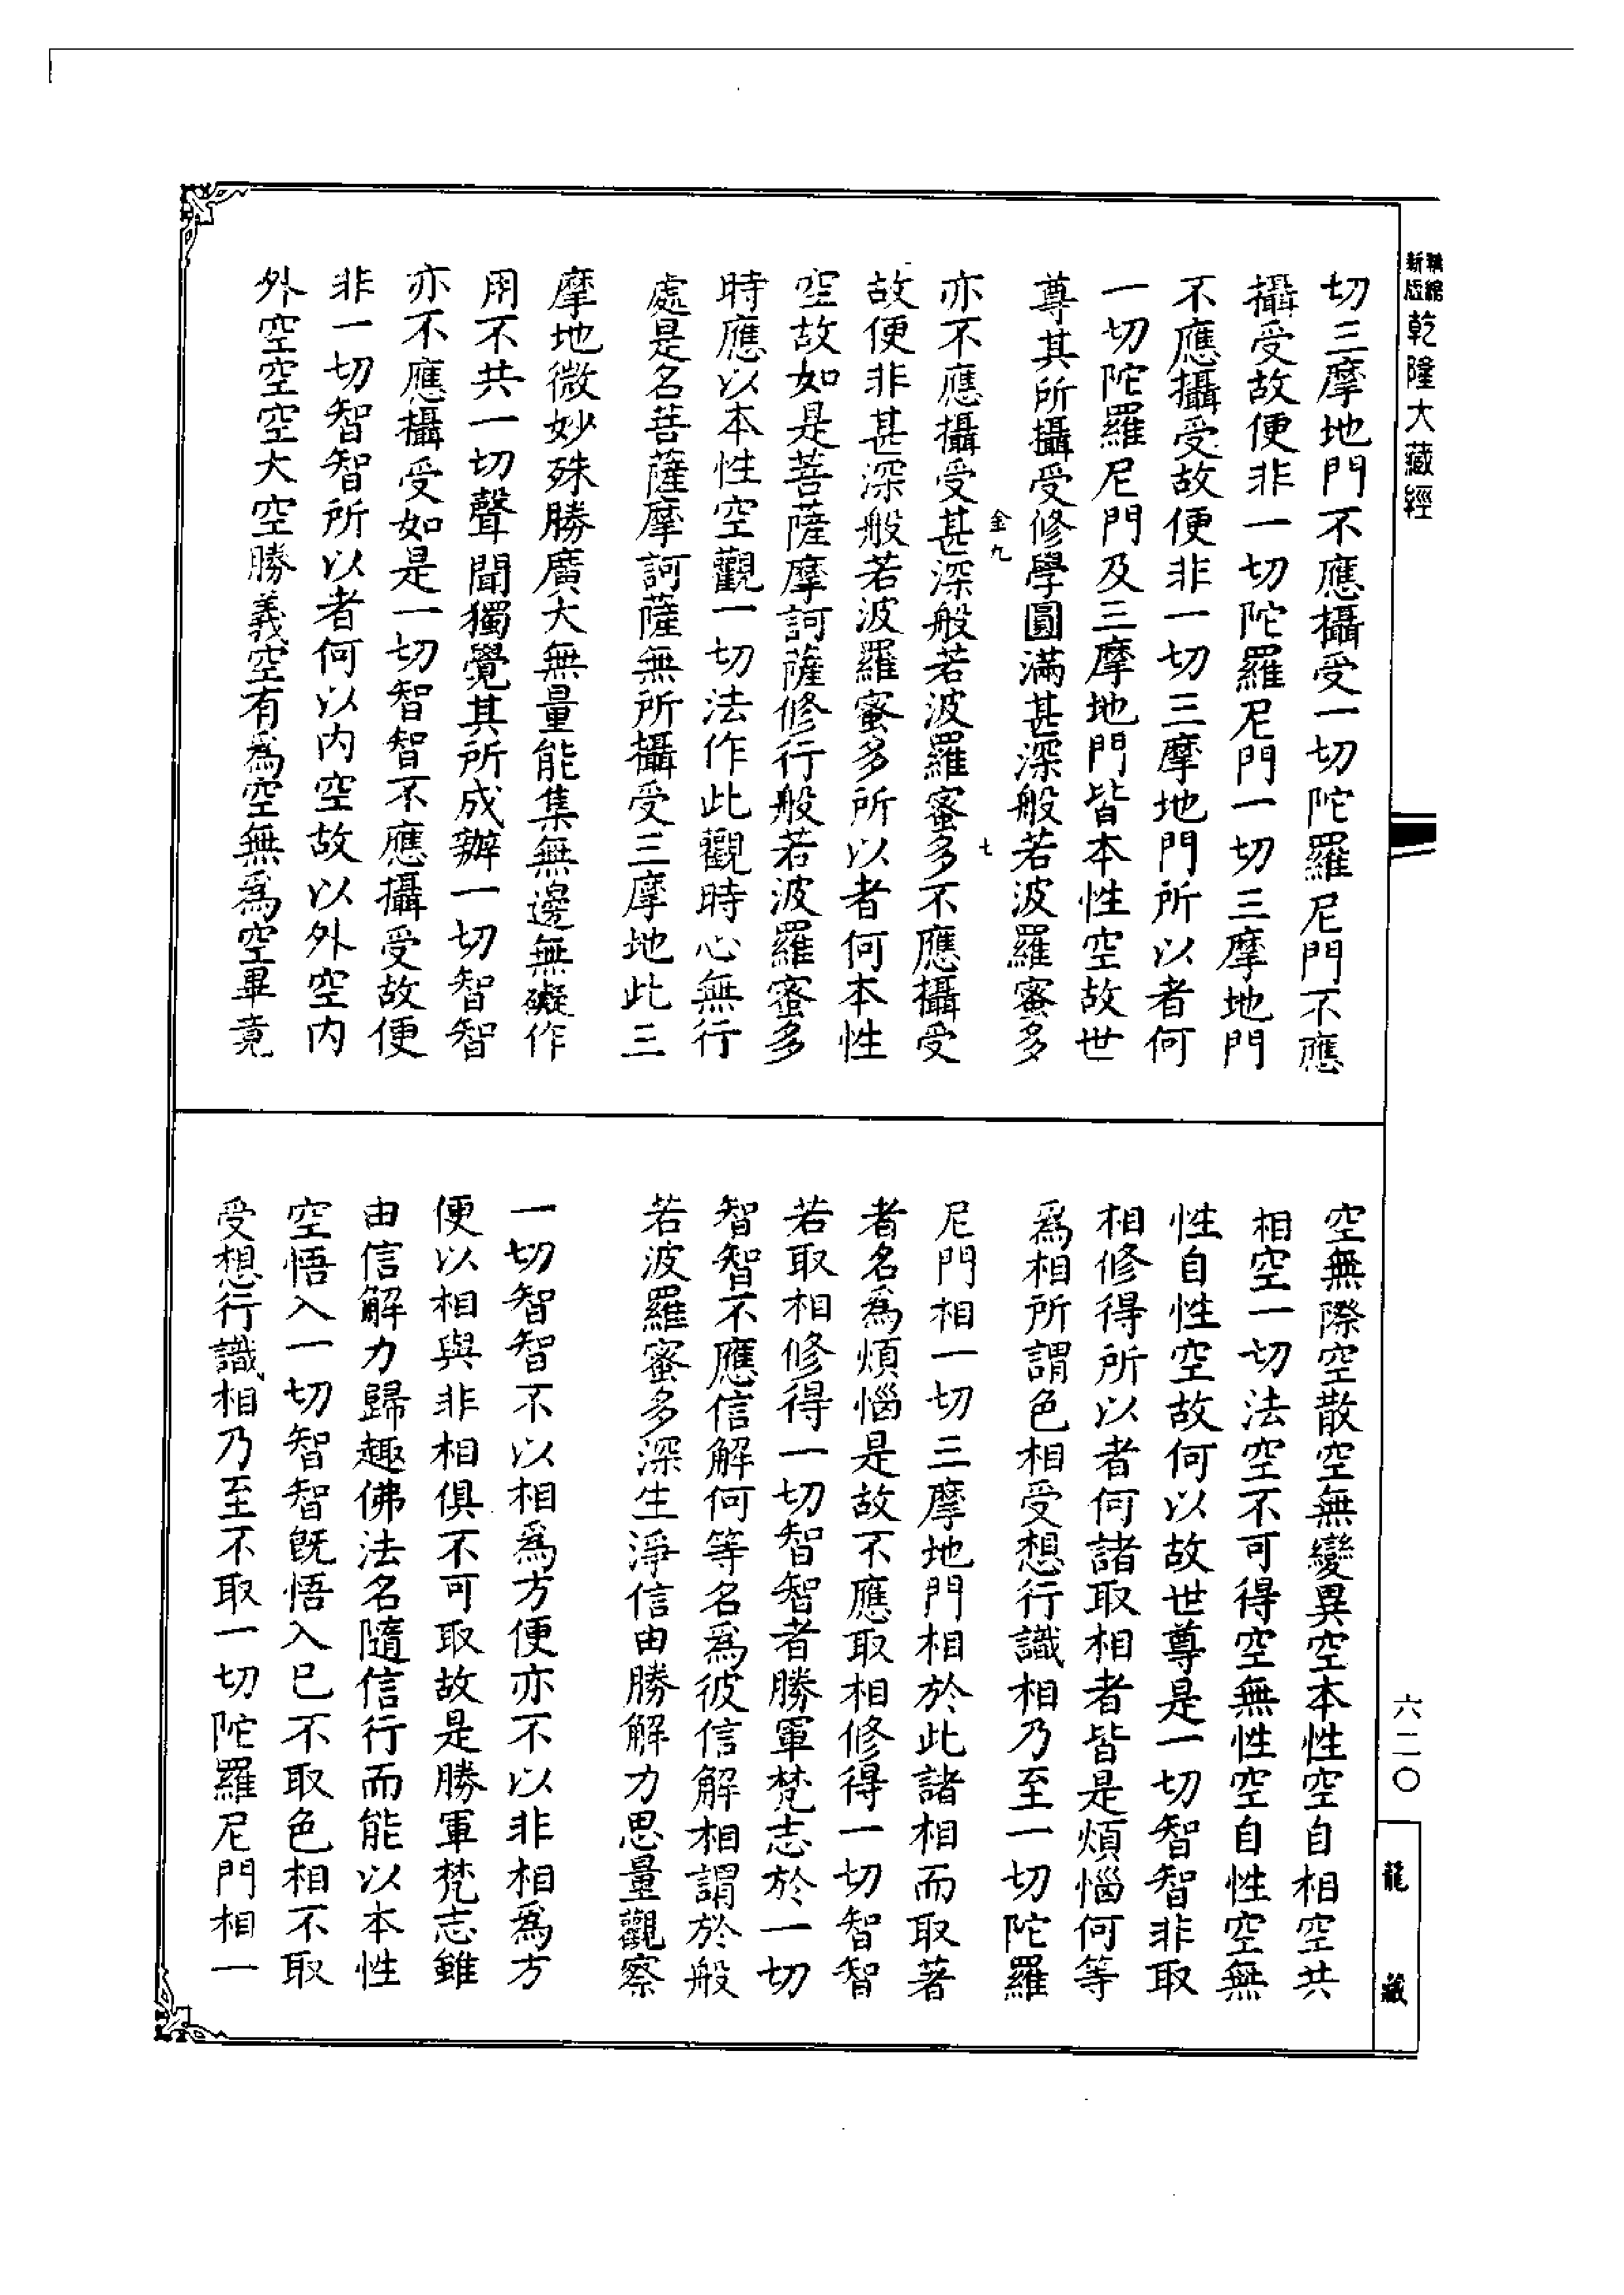 乾隆大藏經
切三摩地門不應攝受一切陀羅尼門不應
攝受故便非一切陀羅尼門一切三摩地門
不應攝受故便非一切三摩地門所以者何
一切陀羅尼門及三摩地門皆本性空故世
尊其所攝受修學圓滿甚深般若波羅蜜多
金九
七
亦不應攝受甚深般若波羅蜜多不應攝受
故便非甚深般若波羅蜜多所以者何本性
空故如是菩薩摩訶薩修行般若波羅蜜多
時應以本性空觀一切法作此觀時心無行
處是名菩薩摩訶薩無所攝受三摩地此三
摩地微妙殊勝廣大無量能集無邊無礙作
用不共一切聲聞獨覺其所成辦一切智智
亦不應攝受如是一切智智不應攝受故便
非一切智智所以者何以內空故以外空內
外空空空大空勝義空有爲空無爲空畢竟
空無際空散空無變異空本性空自相空共
相空一切法空不可得空無性空自性空無
性自性空故何以故世尊是一切智智非取
相修得所以者何諸取相者皆是煩惱何等
爲相所謂色相受想行識相乃至一切陀羅
尼門相一切三摩地門相於此諸相而取著
者名爲煩惱是故不應取相修得一切智智
若取相修得一切智智者勝軍梵志於一切
智智不應信解何等名爲彼信解相謂於般
若波羅蜜多深生淨信由勝解力思量觀察
一切智智不以相爲方便亦不以非相爲方
便以相與非相俱不可取故是勝軍梵志雖
由信解力歸趣佛法名隨信行而能以本性
空悟入一切智智既悟入已不取色相不取
受想行識相乃至不取一切陀羅尼門相一
六二〇
龍藏